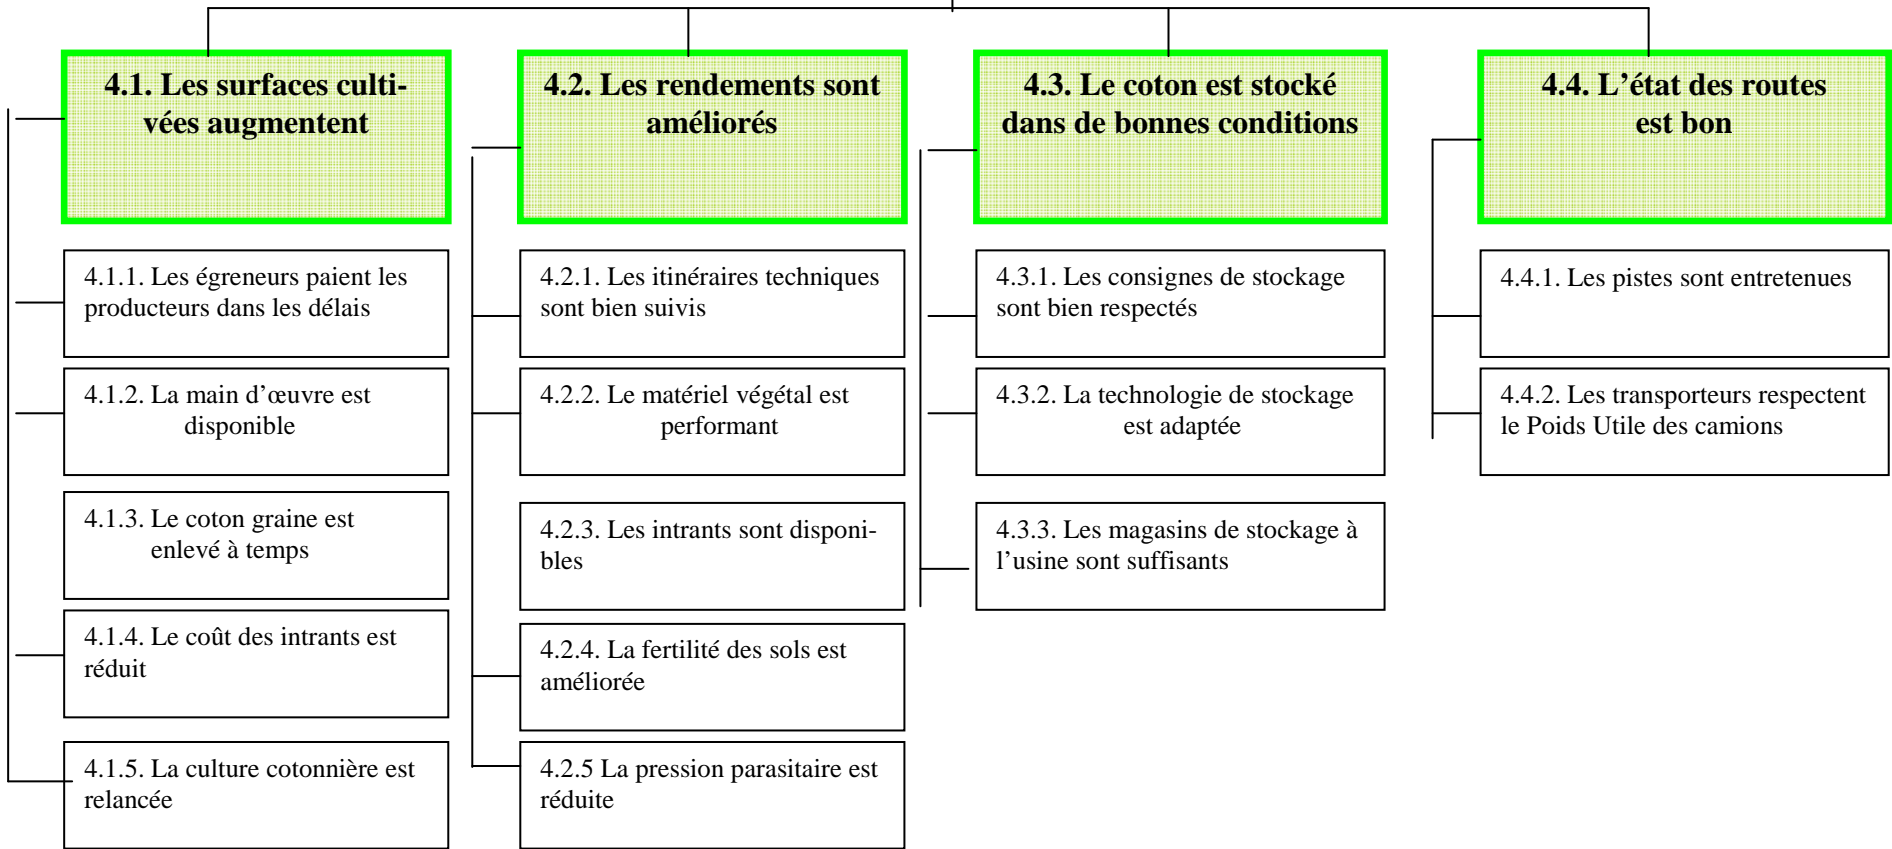 4.1. Les surfaces culti-
vées augmentent
4.1.1. Les égreneurs paient les
producteurs dans les délais
4.1.2. La main d’œuvre est
disponible
4.1.3. Le coton graine est
enlevé à temps
4.1.4. Le coût des intrants est
réduit
4.1.5. La culture cotonnière est
relancée
4.2. Les rendements sont
améliorés
4.2.1. Les itinéraires techniques
sont bien suivis
4.2.2. Le matériel végétal est
performant
4.2.3. Les intrants sont disponi-
bles
4.2.4. La fertilité des sols est
améliorée
4.2.5 La pression parasitaire est
réduite
4.3. Le coton est stocké
dans de bonnes conditions
4.3.1. Les consignes de stockage
sont bien respectés
4.3.2. La technologie de stockage
est adaptée
4.3.3. Les magasins de stockage à
l’usine sont suffisants
4.4. L’état des routes
est bon
4.4.1. Les pistes sont entretenues
4.4.2. Les transporteurs respectent
le Poids Utile des camions